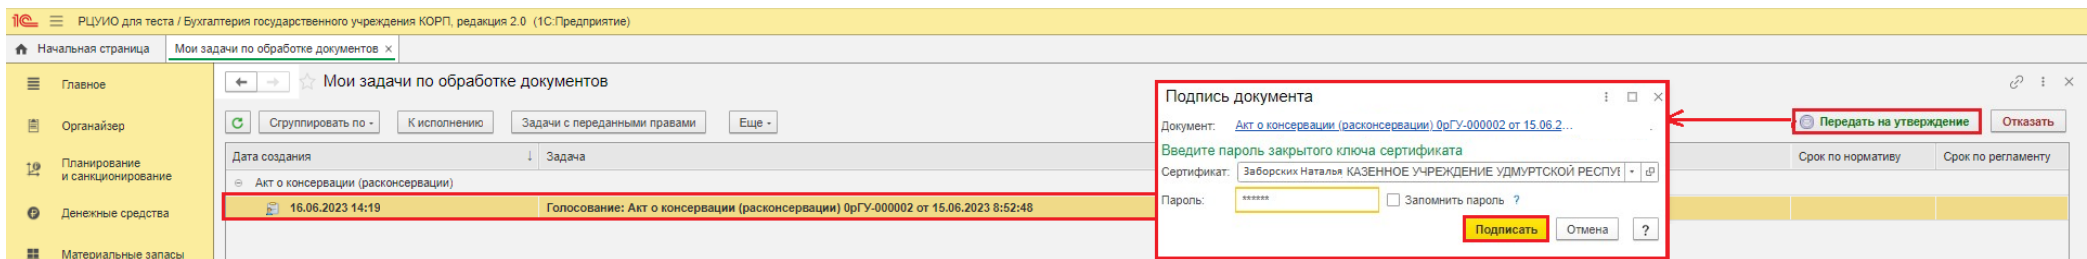 1С РЦУИО для теста / Бухгалтерия государственного учреждения КОРП, редакция 2.0 (1С:Предприятие)
Начальная страница
Мои задачи по обработке документов ×
Главное
Органайзер
Планирование
и санкционирование
Денежные средства
Материальные запасы
Мои задачи по обработке документов
Сгруппировать по
К исполнению
Задачи с переданными правами
Еще
Передать на утверждение
Отказать
Дата создания
Задача
Срок по нормативу
Срок по регламенту
Акт о консервации (расконсервации)
16.06.2023 14:19
Голосование: Акт о консервации (расконсервации) 0рГУ-000002 от 15.06.2023 8:52:48
Подпись документа
Документ: Акт о консервации (расконсервации) 0рГУ-000002 от 15.06.2...
Введите пароль закрытого ключа сертификата
Сертификат: Заборских Наталья КАЗЕННОЕ УЧРЕЖДЕНИЕ УДМУРТСКОЙ РЕСПУБ
Пароль: ****** Запомнить пароль ?
Подписать
Отмена
?